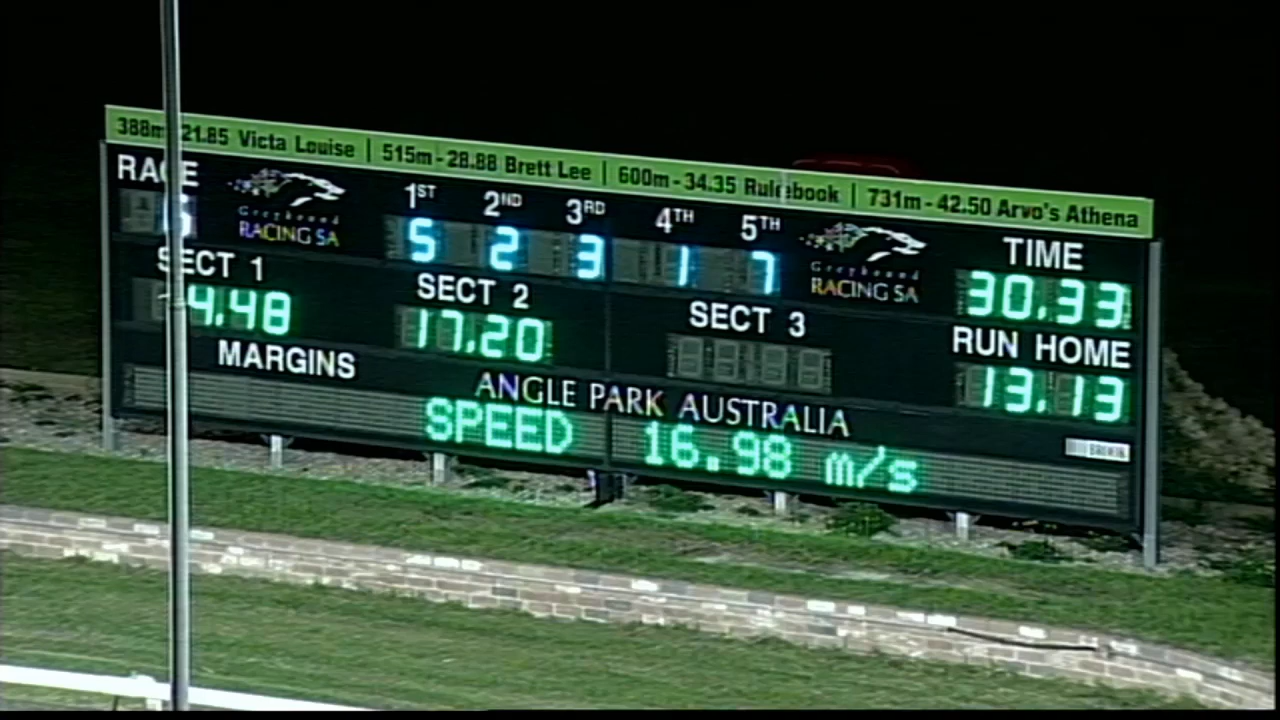 388m - 21.85 Victa Louise | 515m - 28.88 Brett Lee | 600m - 34.35 Rulebook | 731m - 42.50 Arvo's Athena
RACE
Greyhound
RACING SA
1ST 2ND 3RD 4TH 5TH
5 2 3 1 7
Greyhound
RACING SA
TIME
30.33
SECT 1
4.48
SECT 2
17.20
SECT 3
RUN HOME
13.13
MARGINS
ANGLE PARK AUSTRALIA
SPEED 16.98 m/s